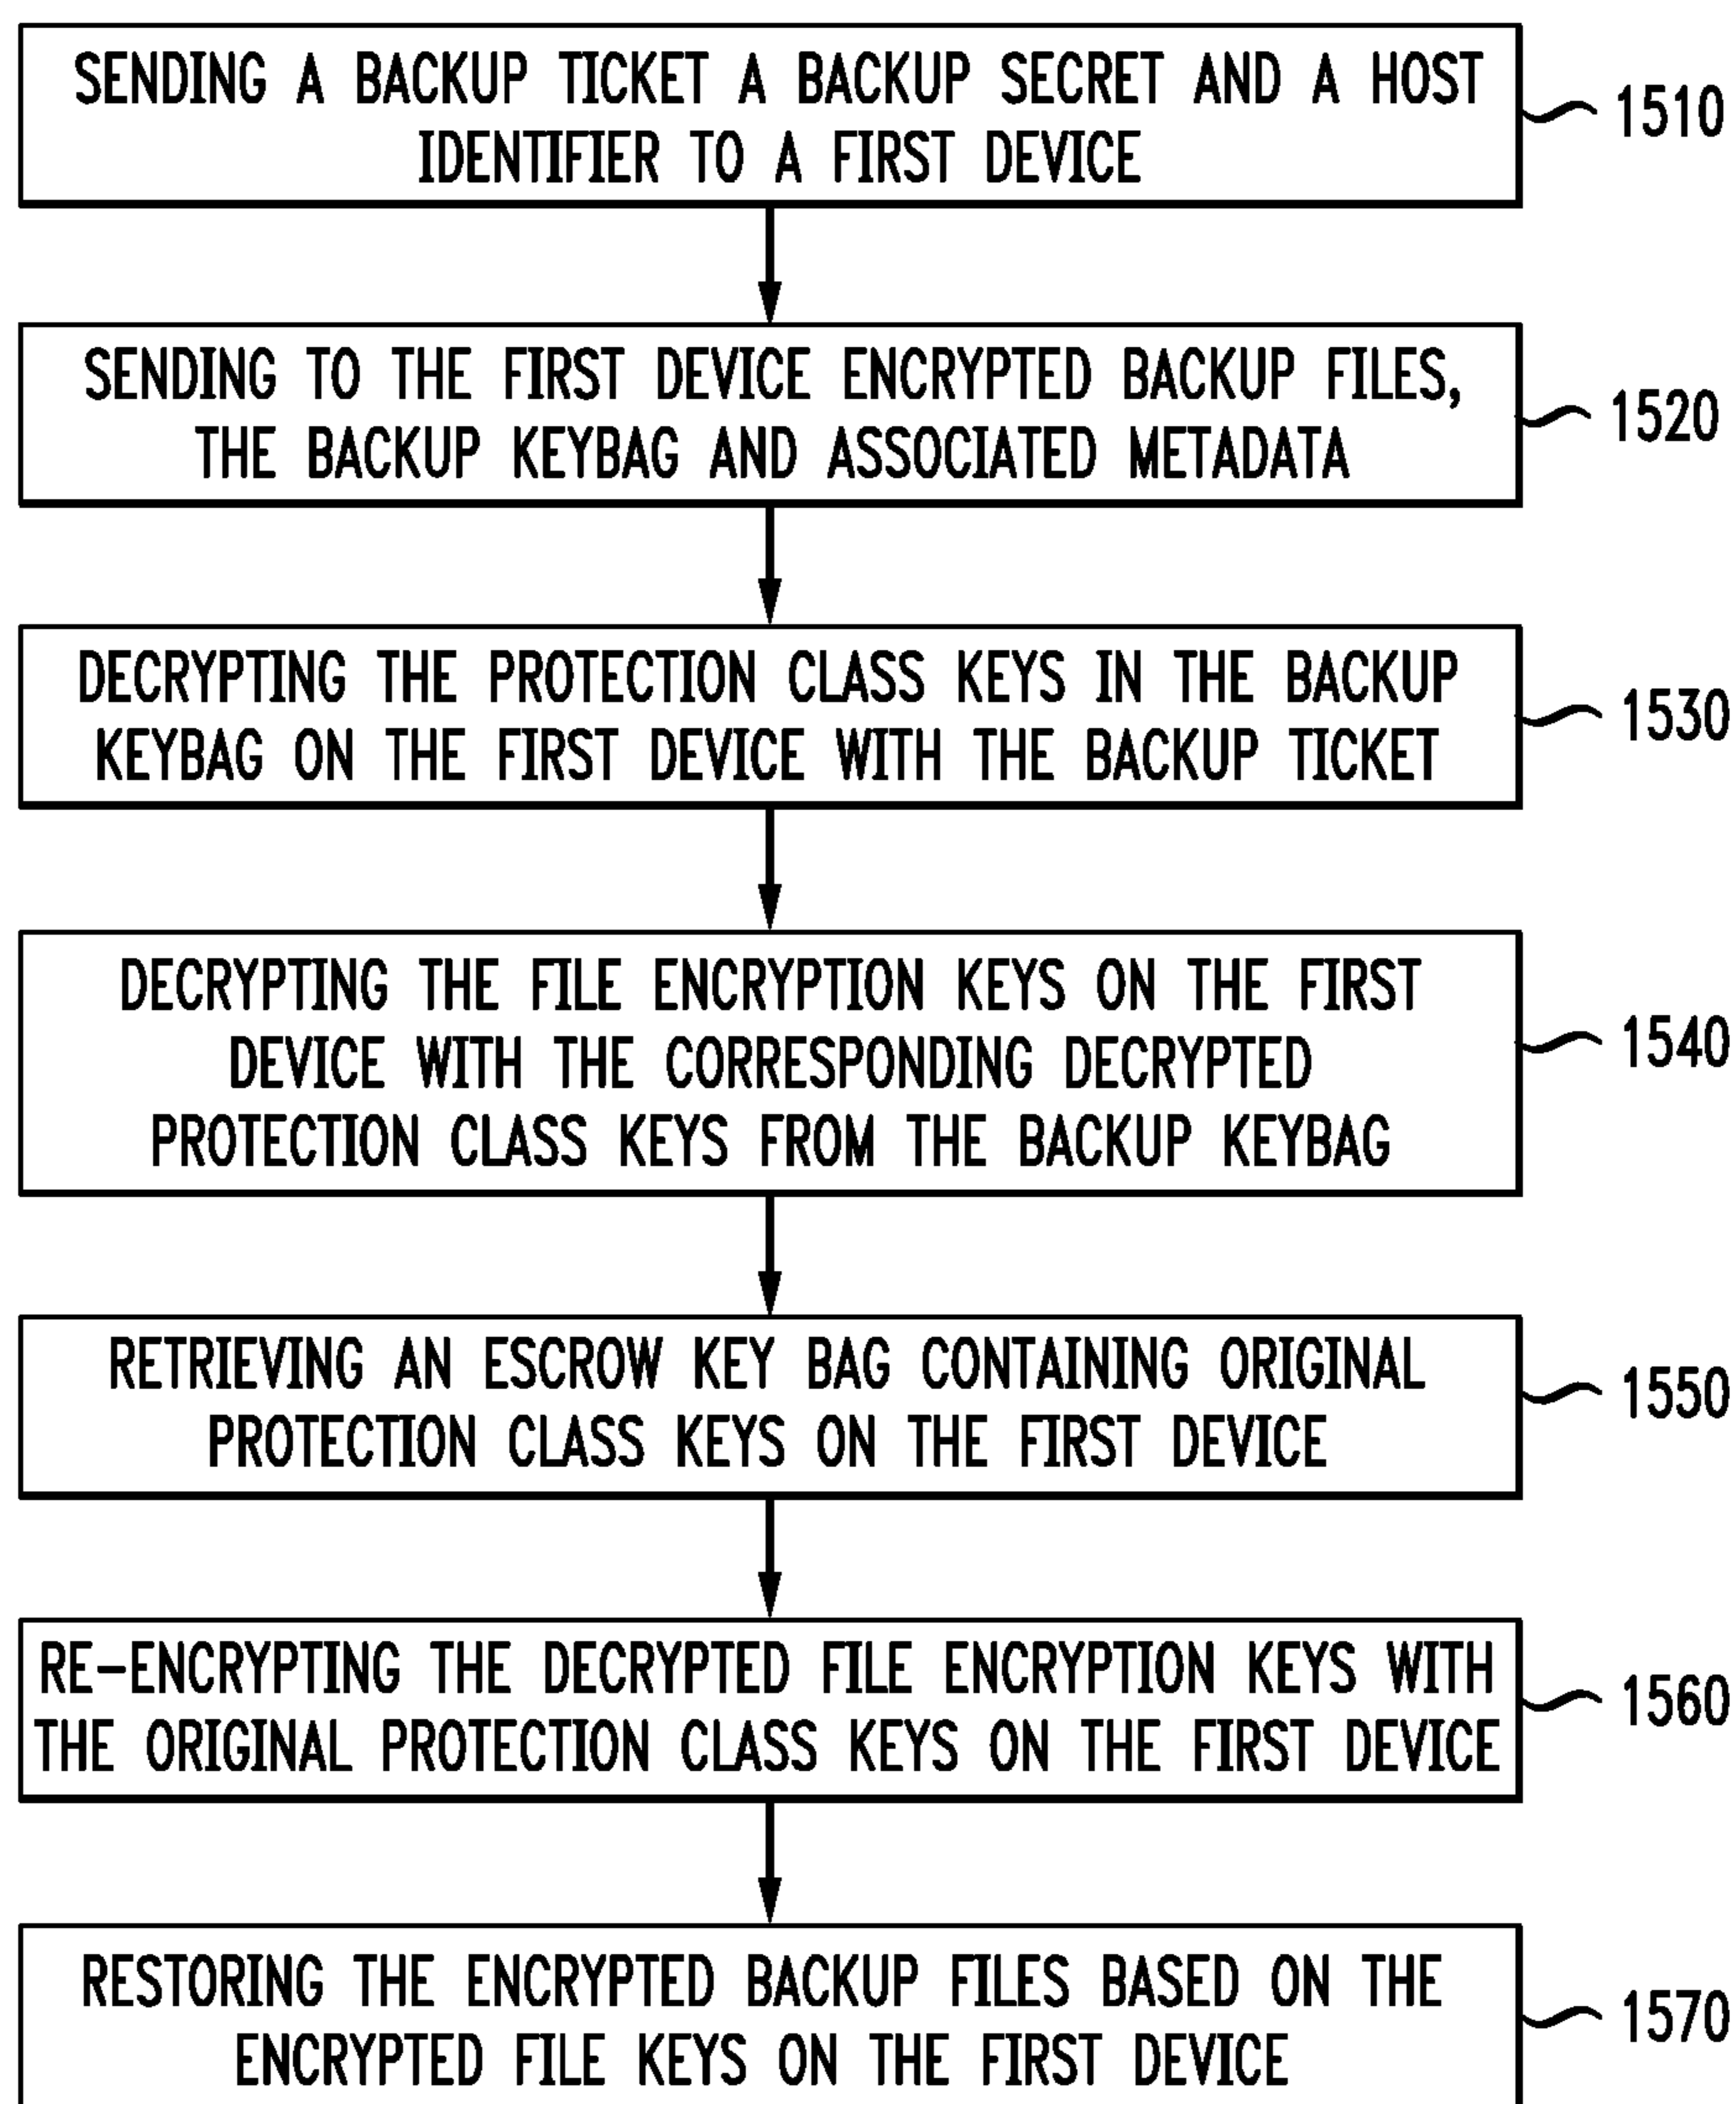 SENDING A BACKUP TICKET A BACKUP SECRET AND A HOST
IDENTIFIER TO A FIRST DEVICE
1510
SENDING TO THE FIRST DEVICE ENCRYPTED BACKUP FILES,
THE BACKUP KEYBAG AND ASSOCIATED METADATA
1520
DECRYPTING THE PROTECTION CLASS KEYS IN THE BACKUP
KEYBAG ON THE FIRST DEVICE WITH THE BACKUP TICKET
1530
DECRYPTING THE FILE ENCRYPTION KEYS ON THE FIRST
DEVICE WITH THE CORRESPONDING DECRYPTED
PROTECTION CLASS KEYS FROM THE BACKUP KEYBAG
1540
RETRIEVING AN ESCROW KEY BAG CONTAINING ORIGINAL
PROTECTION CLASS KEYS ON THE FIRST DEVICE
1550
RE-ENCRYPTING THE DECRYPTED FILE ENCRYPTION KEYS WITH
THE ORIGINAL PROTECTION CLASS KEYS ON THE FIRST DEVICE
1560
RESTORING THE ENCRYPTED BACKUP FILES BASED ON THE
ENCRYPTED FILE KEYS ON THE FIRST DEVICE
1570